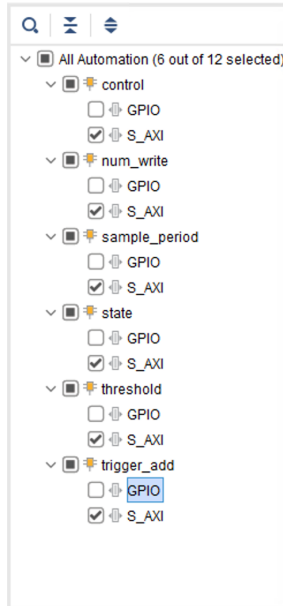 All Automation (6 out of 12 selected)
control
GPIO
S_AXI
num_write
GPIO
S_AXI
sample_period
GPIO
S_AXI
state
GPIO
S_AXI
threshold
GPIO
S_AXI
trigger_add
GPIO
S_AXI